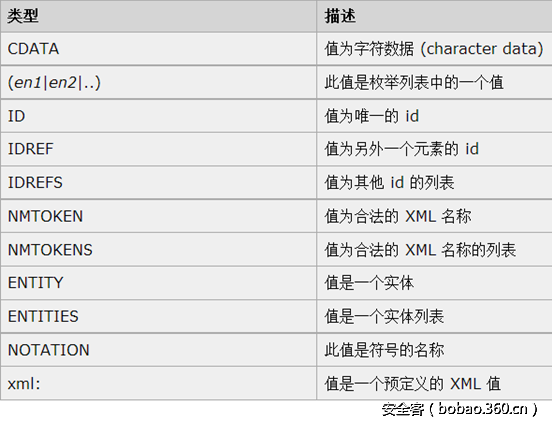 类型 描述
CDATA 值为字符数据 (character data)
(en1|en2|..) 此值是枚举列表中的一个值
ID 值为唯一的 id
IDREF 值为另外一个元素的 id
IDREFS 值为其他 id 的列表
NMTOKEN 值为合法的 XML 名称
NMTOKENS 值为合法的 XML 名称的列表
ENTITY 值是一个实体
ENTITIES 值是一个实体列表
NOTATION 此值是符号的名称
xml: 值是一个预定义的 XML 值
安全客（bobao.360.cn）